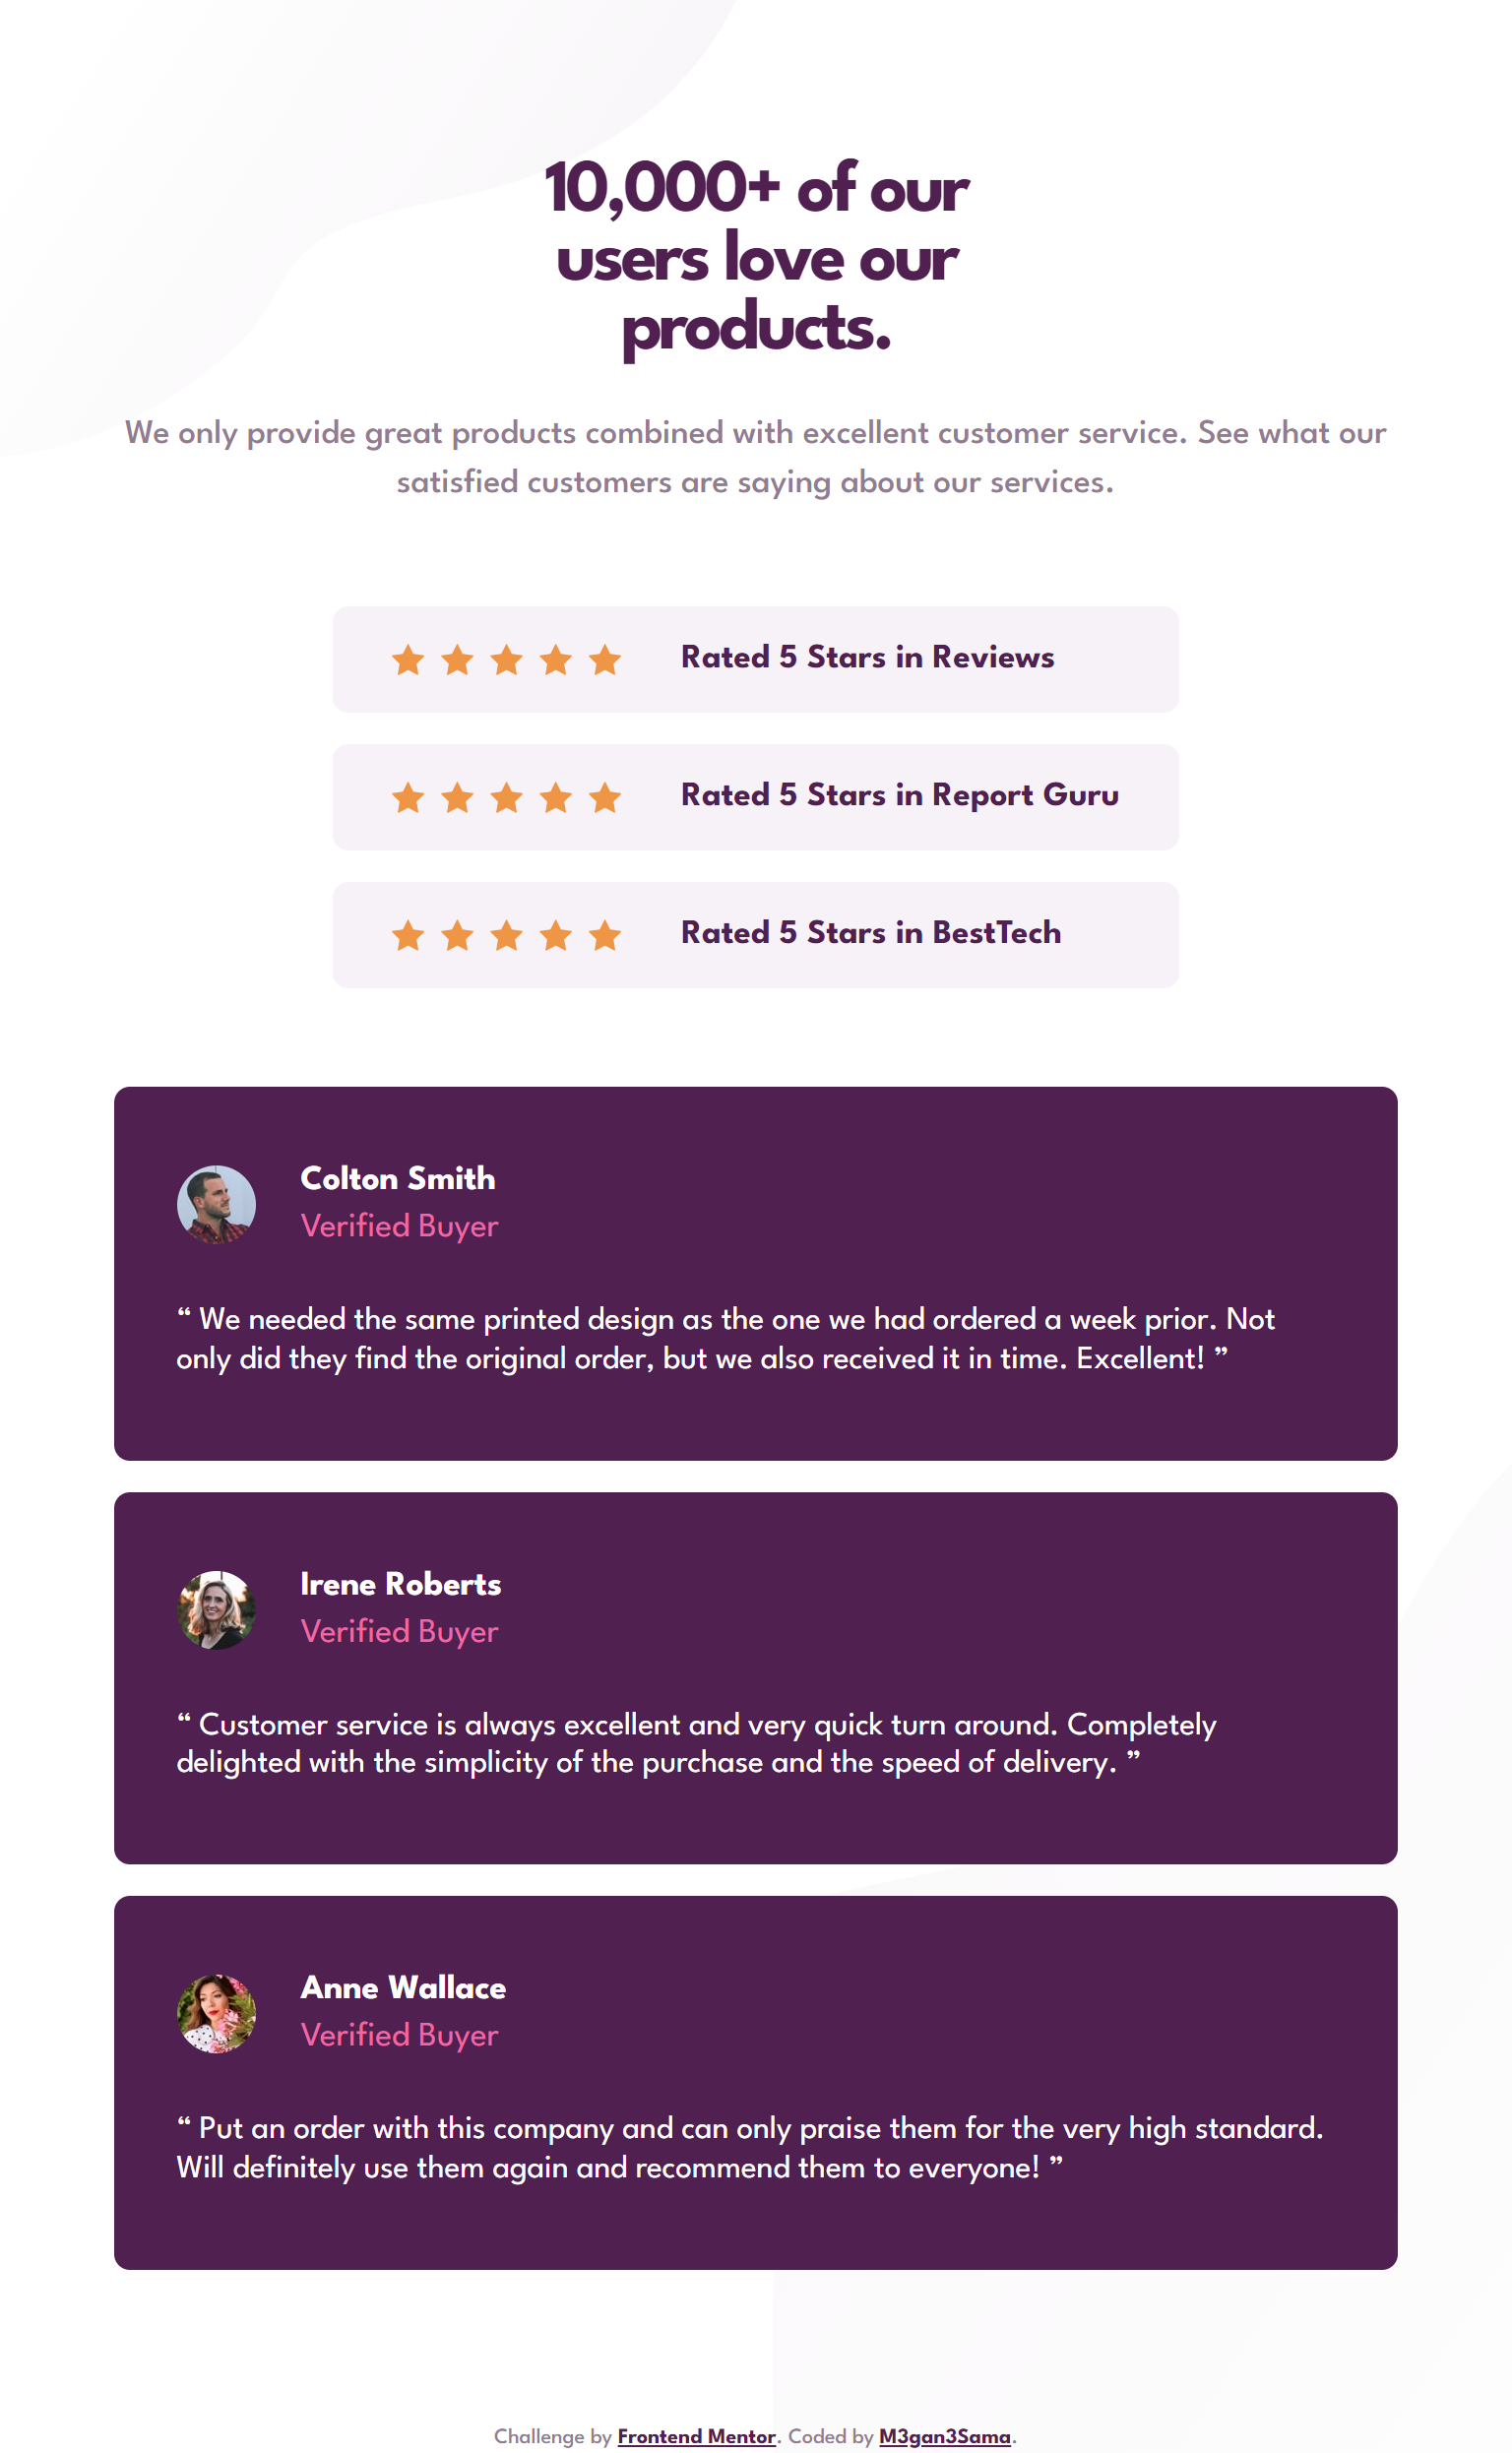 10,000+ of our
users love our
products.
We only provide great products combined with excellent customer service. See what our
satisfied customers are saying about our services.
Rated 5 Stars in Reviews
Rated 5 Stars in Report Guru
Rated 5 Stars in BestTech
Colton Smith
Verified Buyer
“ We needed the same printed design as the one we had ordered a week prior. Not
only did they find the original order, but we also received it in time. Excellent! ”
Irene Roberts
Verified Buyer
“ Customer service is always excellent and very quick turn around. Completely
delighted with the simplicity of the purchase and the speed of delivery. ”
Anne Wallace
Verified Buyer
“ Put an order with this company and can only praise them for the very high standard.
Will definitely use them again and recommend them to everyone! ”
Challenge by Frontend Mentor. Coded by M3gan3Sama.